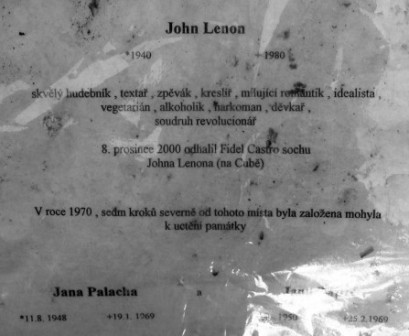 John Lenon
*1940 1980
skvělý hudebník , textař , zpěvák , kreslíř , milující romantik , idealista ,
vegetarián , alkoholik , narkoman , děvkař ,
soudruh revolucionář
8. prosince 2000 odhalil Fidel Castro sochu
Johna Lenona (na Cubě)
V roce 1970 , sedm kroků severně od tohoto místa byla založena mohyla
k uctění památky
Jana Palacha a Jana
*11.8. 1948 +19.1. 1969 1950 +25.2.1969